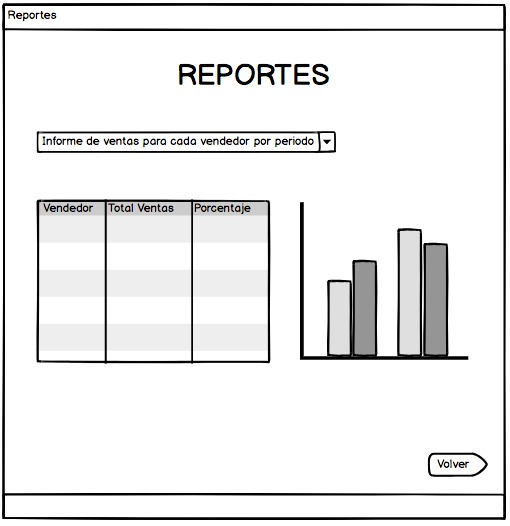 Reportes
REPORTES
Informe de ventas para cada vendedor por periodo
Vendedor Total Ventas Porcentaje
Volver